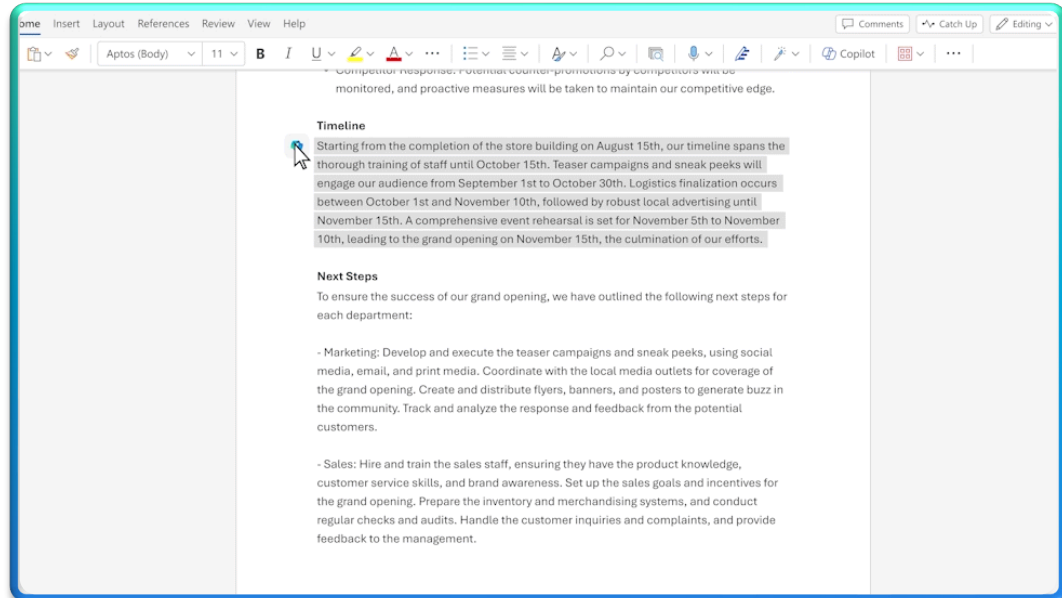 ome Insert Layout References Review View Help Comments Catch Up Editing
Aptos (Body) 11 B I U A A Copilot
Competitor Response: Potential counter-promotions by competitors will be
monitored, and proactive measures will be taken to maintain our competitive edge.
Timeline
Starting from the completion of the store building on August 15th, our timeline spans the
thorough training of staff until October 15th. Teaser campaigns and sneak peeks will
engage our audience from September 1st to October 30th. Logistics finalization occurs
between October 1st and November 10th, followed by robust local advertising until
November 15th. A comprehensive event rehearsal is set for November 5th to November
10th, leading to the grand opening on November 15th, the culmination of our efforts.
Next Steps
To ensure the success of our grand opening, we have outlined the following next steps for
each department:
- Marketing: Develop and execute the teaser campaigns and sneak peeks, using social
media, email, and print media. Coordinate with the local media outlets for coverage of
the grand opening. Create and distribute flyers, banners, and posters to generate buzz in
the community. Track and analyze the response and feedback from the potential
customers.
- Sales: Hire and train the sales staff, ensuring they have the product knowledge,
customer service skills, and brand awareness. Set up the sales goals and incentives for
the grand opening. Prepare the inventory and merchandising systems, and conduct
regular checks and audits. Handle the customer inquiries and complaints, and provide
feedback to the management.